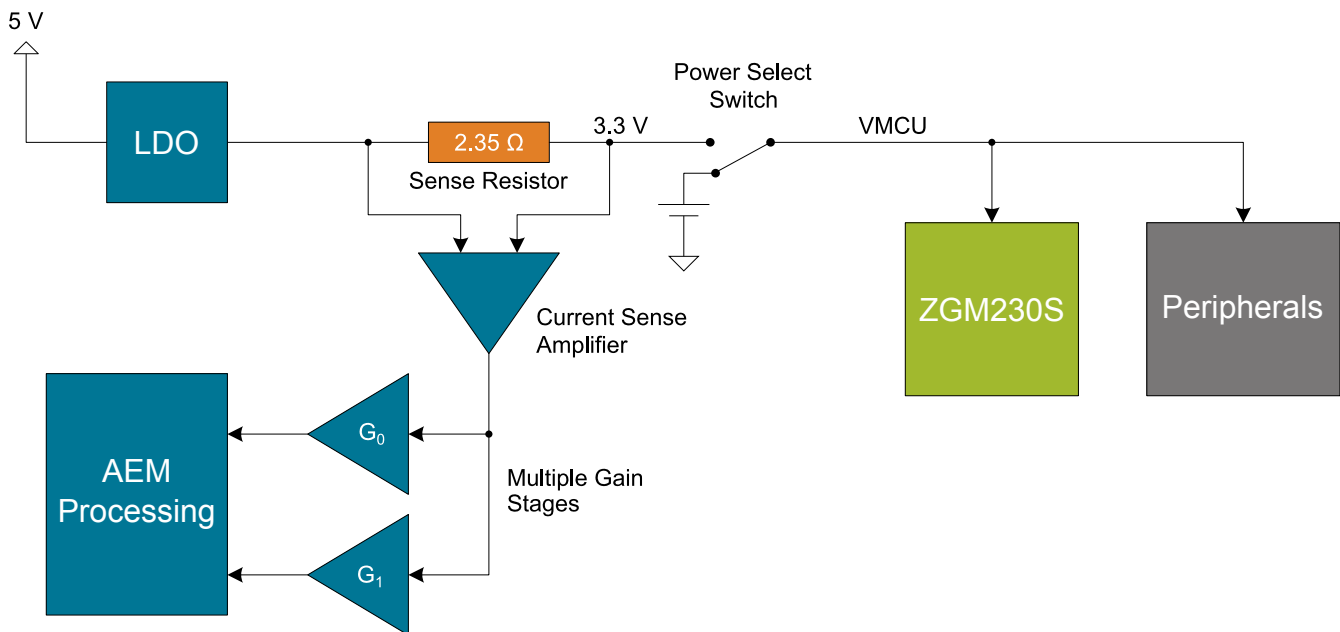 5 V
LDO
2.35 Ω
Sense Resistor
3.3 V
Power Select
Switch
VMCU
ZGM230S
Peripherals
Current Sense
Amplifier
G₀
Multiple Gain
Stages
G₁
AEM
Processing